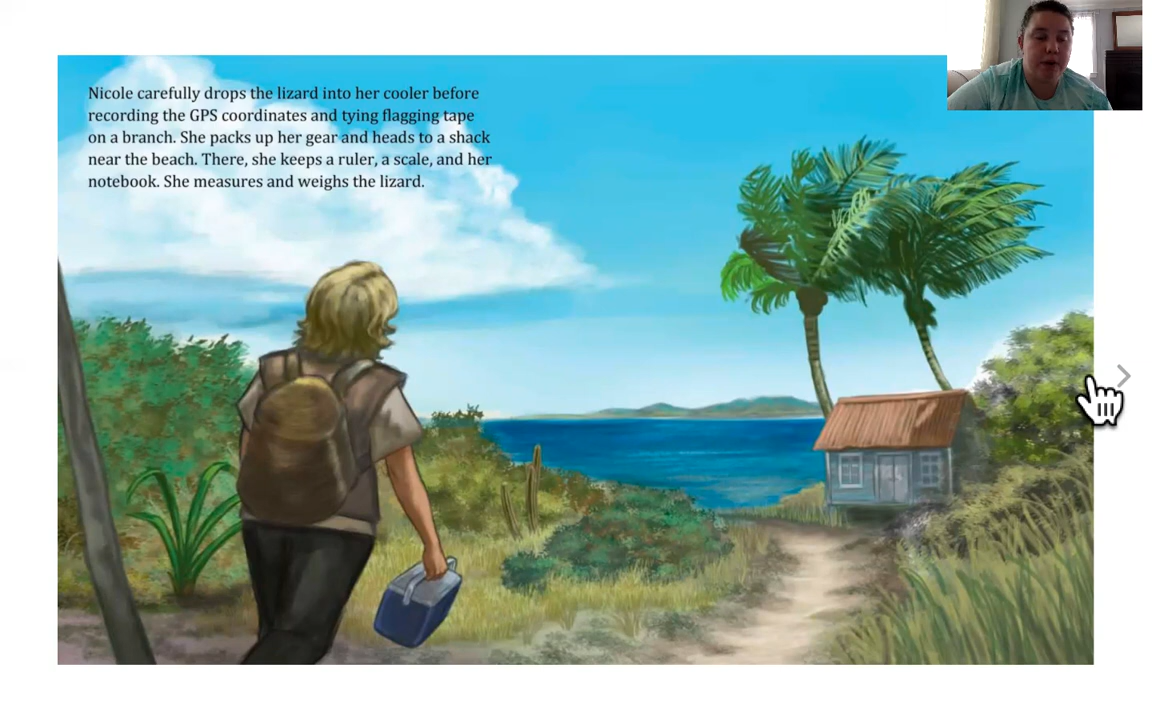 Nicole carefully drops the lizard into her cooler before
recording the GPS coordinates and tying flagging tape
on a branch. She packs up her gear and heads to a shack
near the beach. There, she keeps a ruler, a scale, and her
notebook. She measures and weighs the lizard.